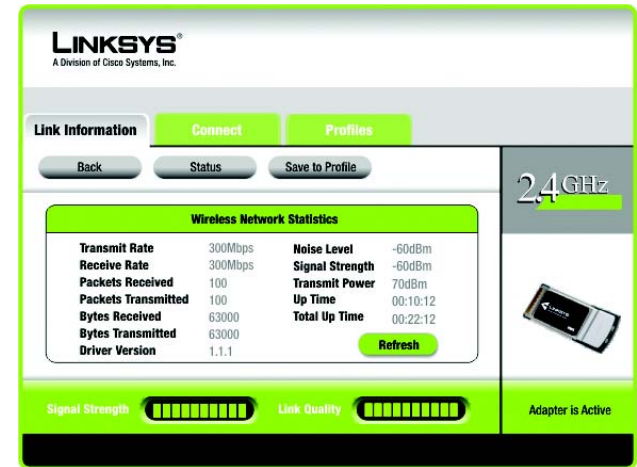 LINKSYS®
A Division of Cisco Systems, Inc.
Link Information Connect Profiles
Back Status Save to Profile
2.4GHz
Wireless Network Statistics
Transmit Rate 300Mbps
Receive Rate 300Mbps
Packets Received 100
Packets Transmitted 100
Bytes Received 63000
Bytes Transmitted 63000
Driver Version 1.1.1
Noise Level -60dBm
Signal Strength -60dBm
Transmit Power 70dBm
Up Time 00:10:12
Total Up Time 00:22:12
Refresh
LINKSYS
Signal Strength Link Quality Adapter is Active